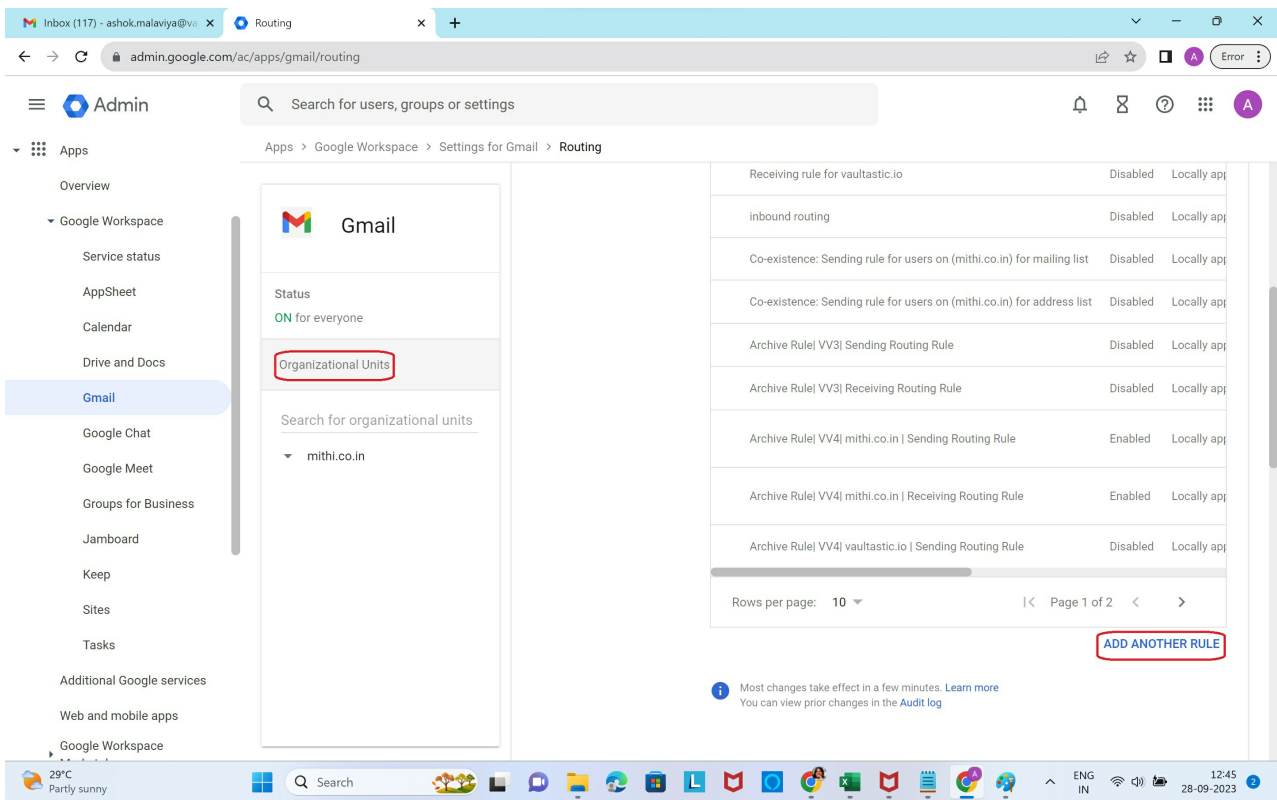 Inbox (117) - ashok.malaviya@va
Routing
admin.google.com/ac/apps/gmail/routing
A
Error
Admin
Search for users, groups or settings
A
Apps
Apps > Google Workspace > Settings for Gmail > Routing
Overview
Google Workspace
Service status
AppSheet
Calendar
Drive and Docs
Gmail
Google Chat
Google Meet
Groups for Business
Jamboard
Keep
Sites
Tasks
Additional Google services
Web and mobile apps
Google Workspace
Gmail
Status
ON for everyone
Organizational Units
Search for organizational units
mithi.co.in
Receiving rule for vaultastic.io Disabled Locally app
inbound routing Disabled Locally app
Co-existence: Sending rule for users on (mithi.co.in) for mailing list Disabled Locally app
Co-existence: Sending rule for users on (mithi.co.in) for address list Disabled Locally app
Archive Rule| VV3| Sending Routing Rule Disabled Locally app
Archive Rule| VV3| Receiving Routing Rule Disabled Locally app
Archive Rule| VV4| mithi.co.in | Sending Routing Rule Enabled Locally app
Archive Rule| VV4| mithi.co.in | Receiving Routing Rule Enabled Locally app
Archive Rule| VV4| vaultastic.io | Sending Routing Rule Disabled Locally app
Rows per page: 10 Page 1 of 2
ADD ANOTHER RULE
Most changes take effect in a few minutes. Learn more
You can view prior changes in the Audit log
29°C
Partly sunny
Search
L
A
ENG
IN
12:45
28-09-2023
2